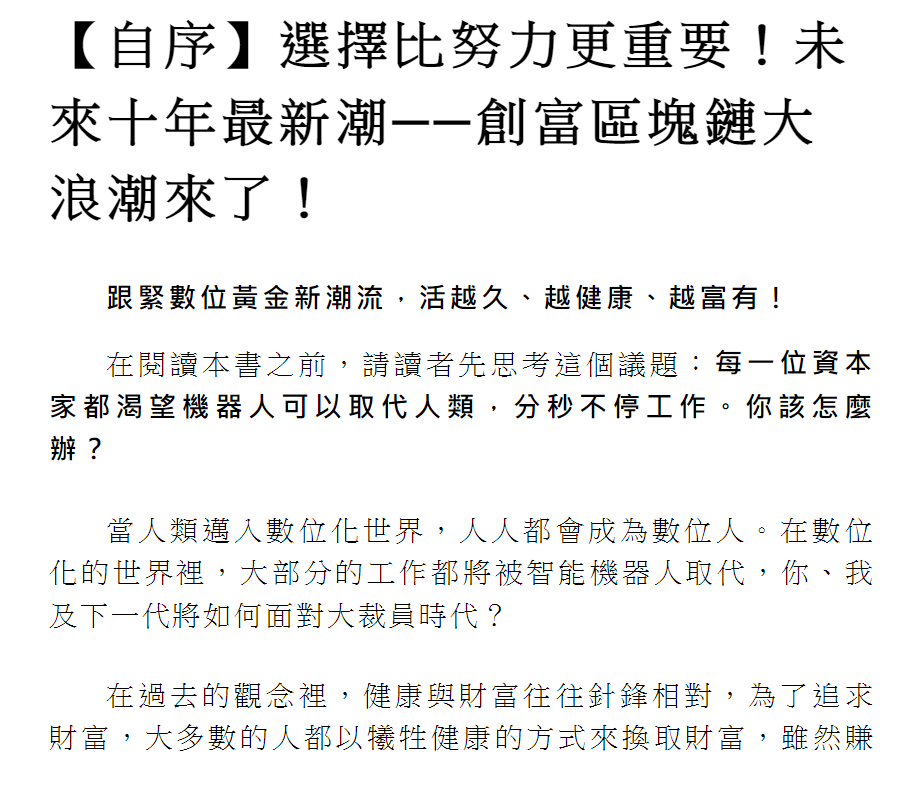 【自序】選擇比努力更重要！未
來十年最新潮——創富區塊鏈大
浪潮來了！
跟緊數位黃金新潮流，活越久、越健康、越富有！
在閱讀本書之前，請讀者先思考這個議題：每一位資本
家都渴望機器人可以取代人類，分秒不停工作。你該怎麼
辦？
當人類邁入數位化世界，人人都會成為數位人。在數位
化的世界裡，大部分的工作都將被智能機器人取代，你、我
及下一代將如何面對大裁員時代？
在過去的觀念裡，健康與財富往往針鋒相對，為了追求
財富，大多數的人都以犧牲健康的方式來換取財富，雖然賺